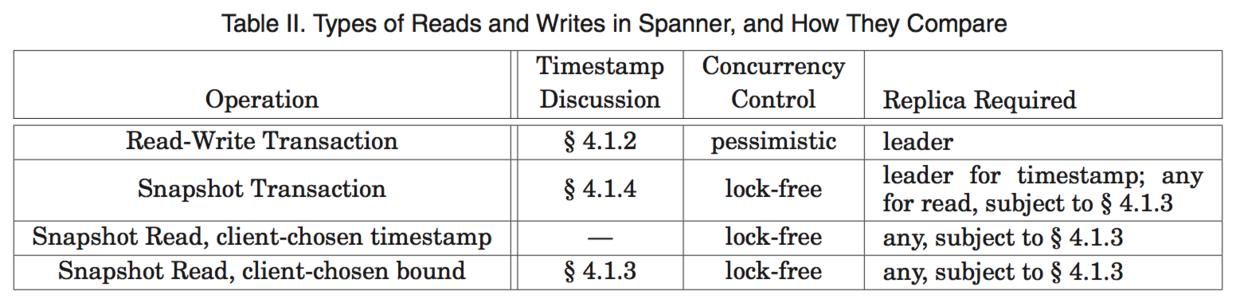 Table II. Types of Reads and Writes in Spanner, and How They Compare
Operation Timestamp Discussion Concurrency Control Replica Required
Read-Write Transaction § 4.1.2 pessimistic leader
Snapshot Transaction § 4.1.4 lock-free leader for timestamp; any for read, subject to § 4.1.3
Snapshot Read, client-chosen timestamp — lock-free any, subject to § 4.1.3
Snapshot Read, client-chosen bound § 4.1.3 lock-free any, subject to § 4.1.3